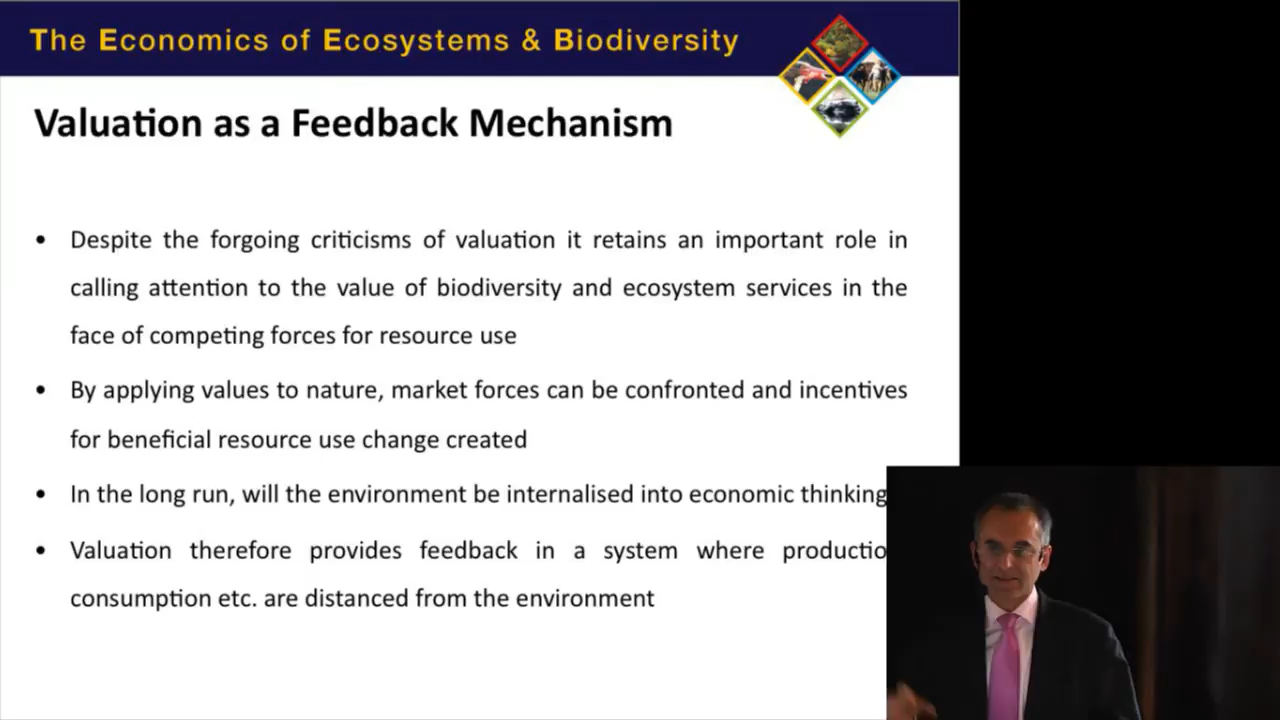 The Economics of Ecosystems & Biodiversity
Valuation as a Feedback Mechanism
• Despite the forgoing criticisms of valuation it retains an important role in
calling attention to the value of biodiversity and ecosystem services in the
face of competing forces for resource use
• By applying values to nature, market forces can be confronted and incentives
for beneficial resource use change created
• In the long run, will the environment be internalised into economic thinking
• Valuation therefore provides feedback in a system where productio
consumption etc. are distanced from the environment